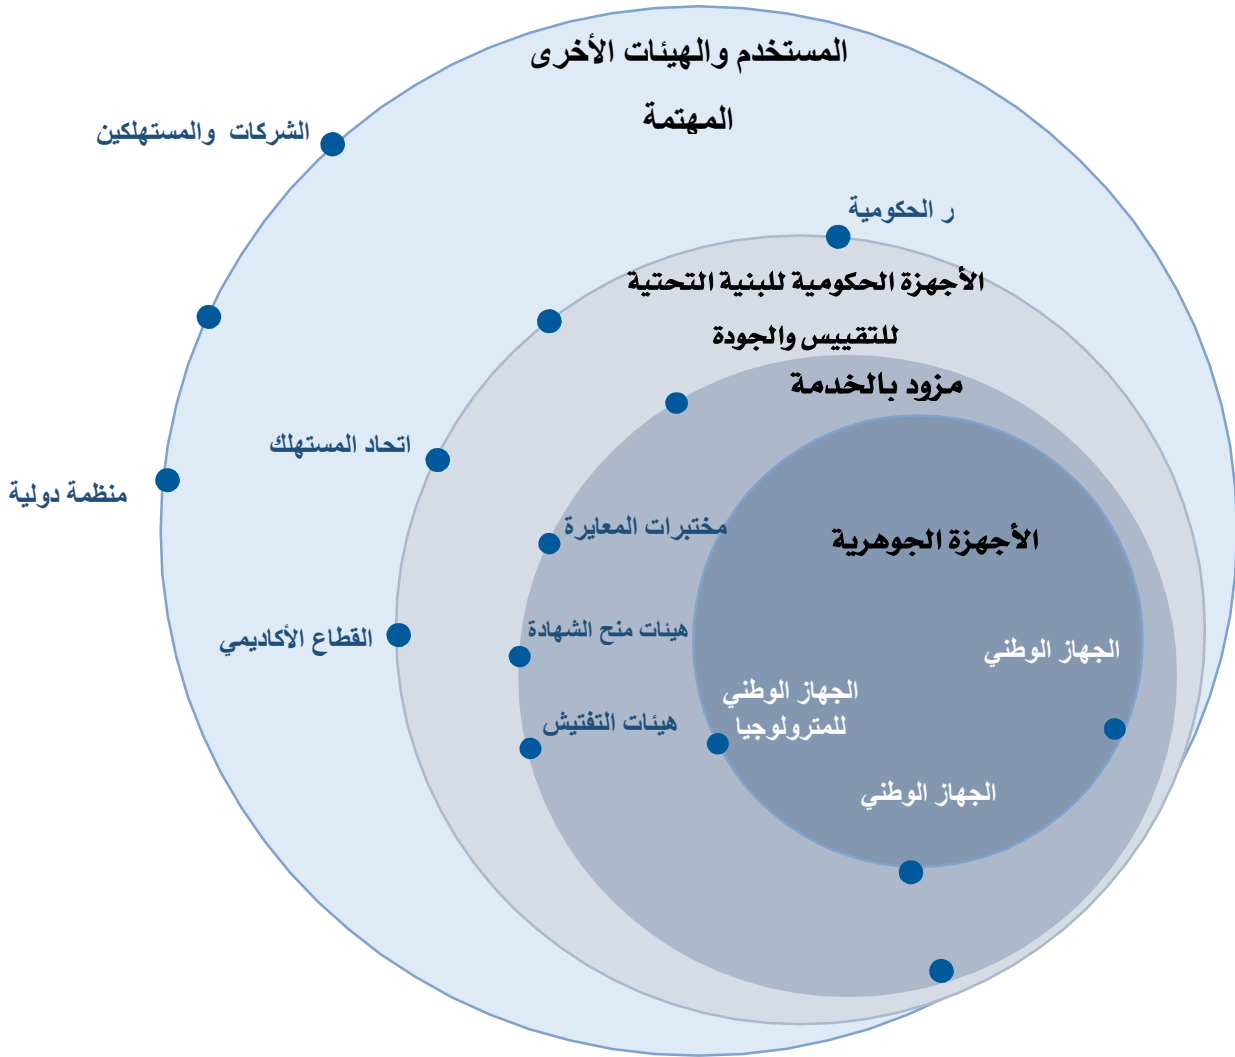 المستخدم والهيئات الأخرى
المهتمة
الشركات والمستهلكين
ر الحكومية
الأجهزة الحكومية للبنية التحتية
للتقييس والجودة
مزود بالخدمة
اتحاد المستهلك
منظمة دولية
مختبرات المعايرة
الأجهزة الجوهرية
هيئات منح الشهادة
القطاع الأكاديمي
الجهاز الوطني
الجهاز الوطني
للمترولوجيا
هيئات التفتيش
الجهاز الوطني